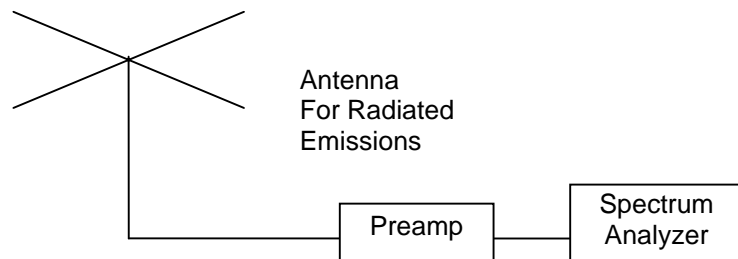 Antenna
For Radiated
Emissions
Preamp
Spectrum
Analyzer